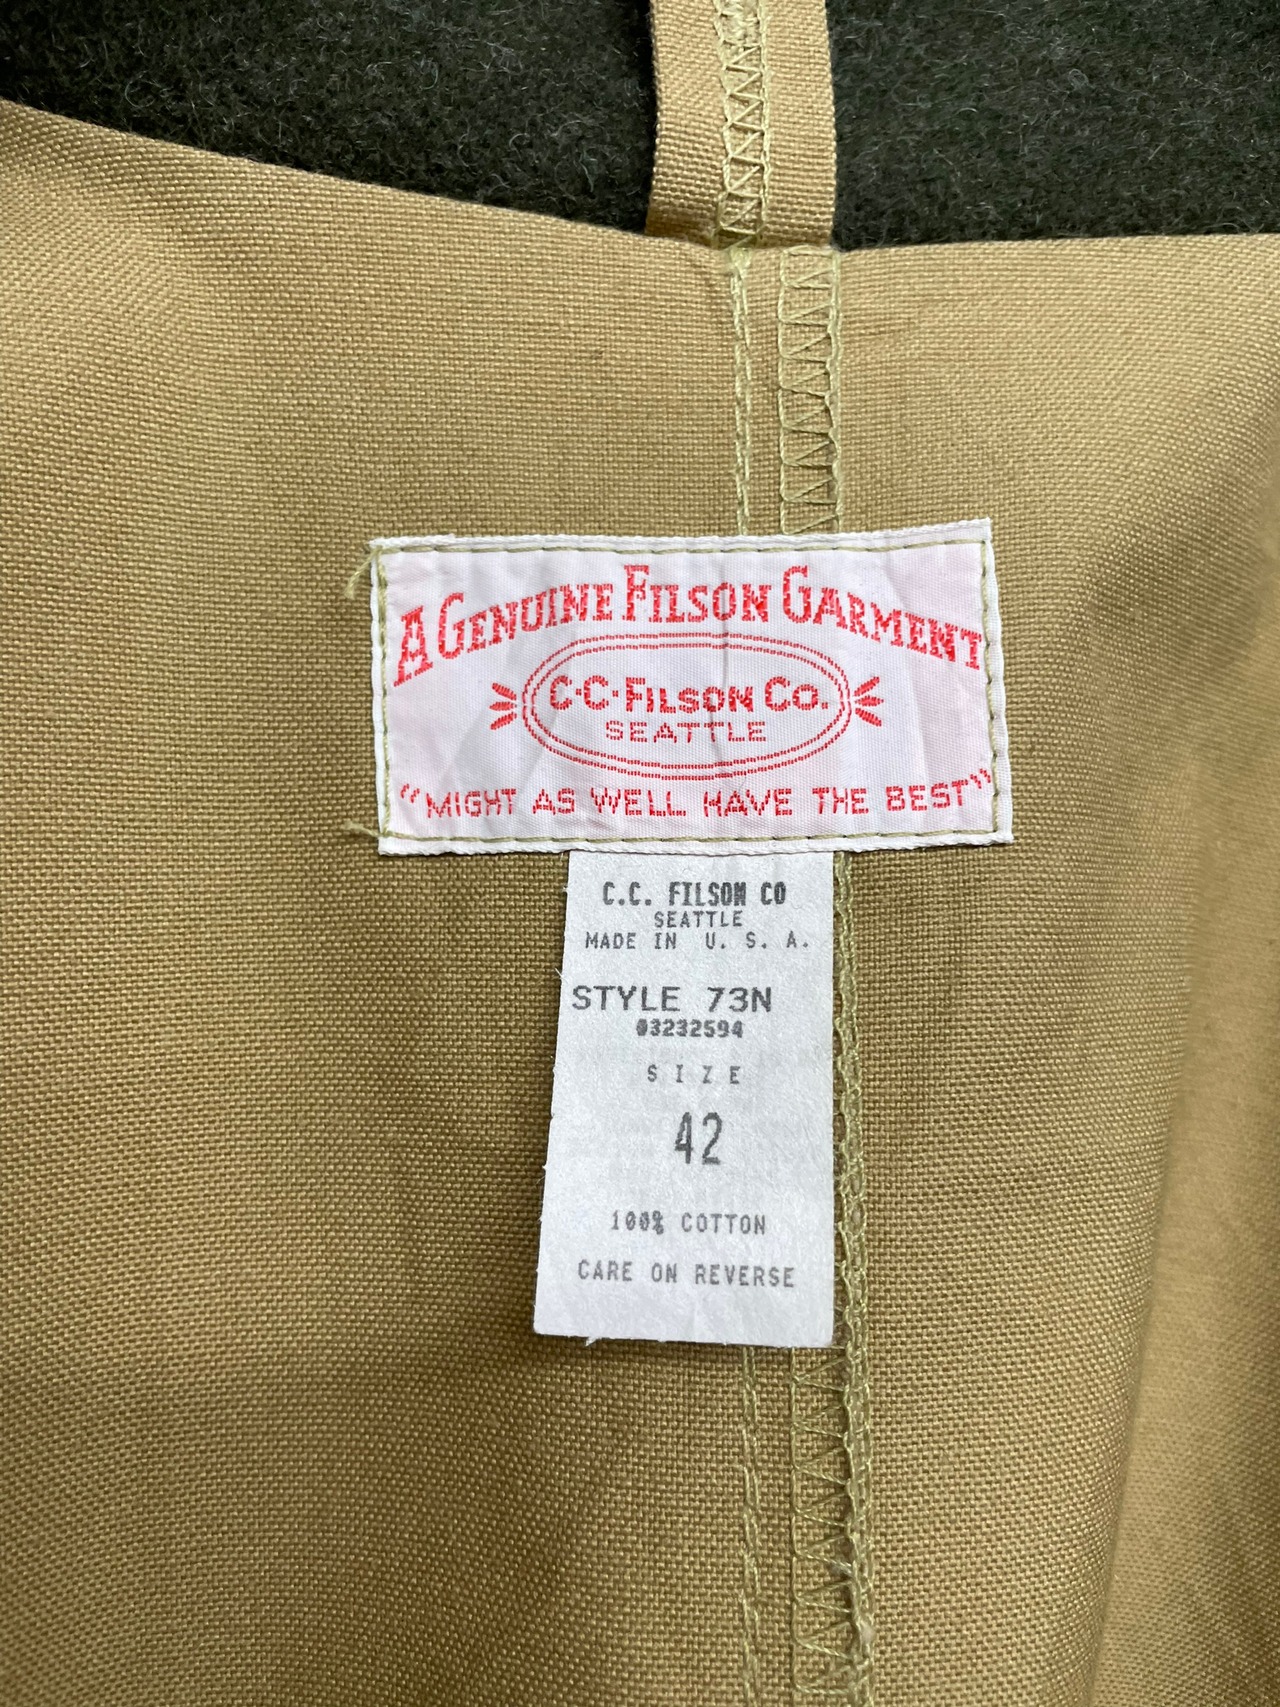 A GENUINE FILSON GARMENT
C·C·FILSON CO.
SEATTLE
"MIGHT AS WELL HAVE THE BEST"
C.C. FILSON CO
SEATTLE
MADE IN U. S. A.
STYLE 73N
03232594
SIZE
42
100% COTTON
CARE ON REVERSE